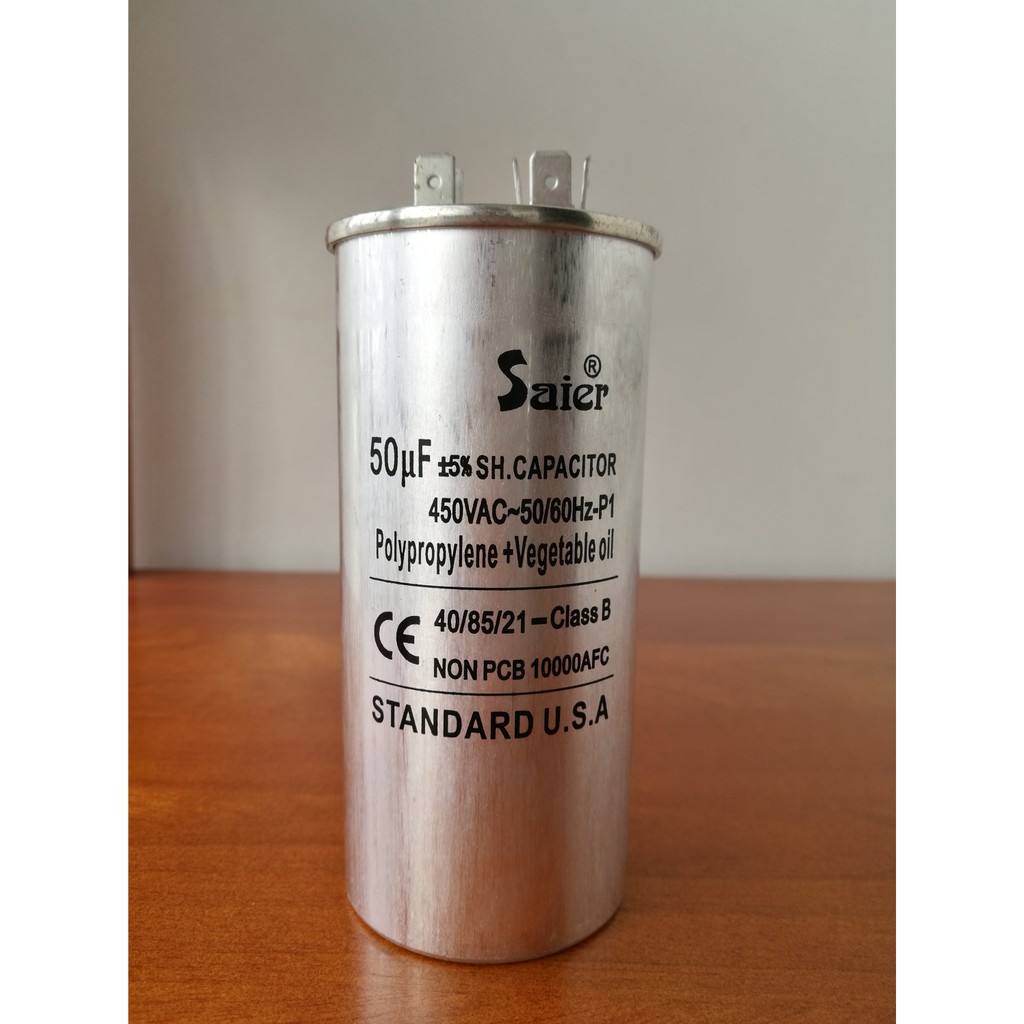 Saier®
50µF ±5% SH.CAPACITOR
450VAC~50/60Hz-P1
Polypropylene+Vegetable oil
CE 40/85/21-Class B
NON PCB 10000AFC
STANDARD U.S.A